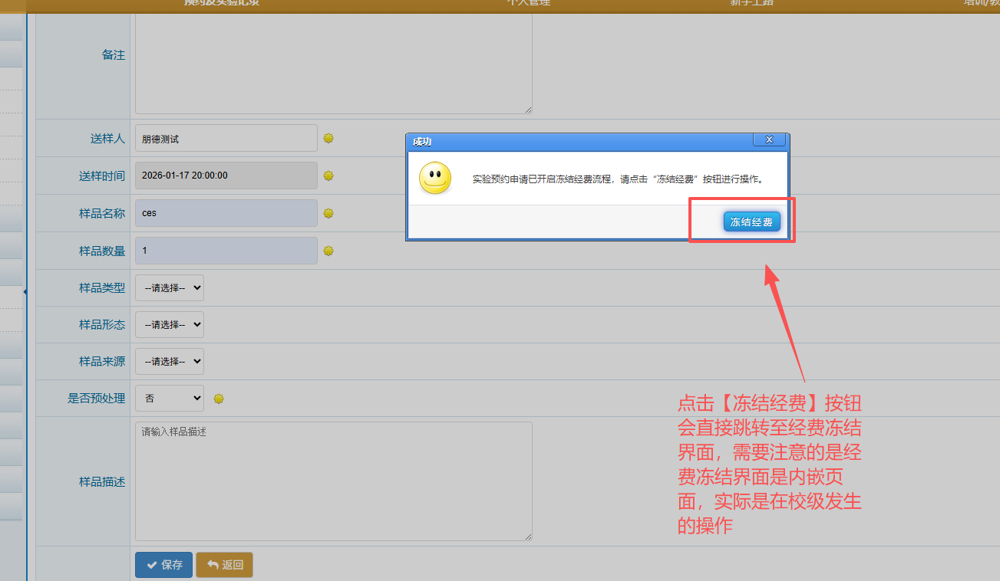 预约及实验记录
个人管理
新手上路
培训/教
备注
送样人
朋德测试
送样时间
2026-01-17 20:00:00
样品名称
ces
样品数量
1
样品类型
--请选择--
样品形态
--请选择--
样品来源
--请选择--
是否预处理
否
样品描述
请输入样品描述
保存
返回
成功
X
实验预约申请已开启冻结经费流程，请点击“冻结经费”按钮进行操作。
冻结经费
点击【冻结经费】按钮
会直接跳转至经费冻结
界面，需要注意的是经
费冻结界面是内嵌页
面，实际是在校级发生
的操作